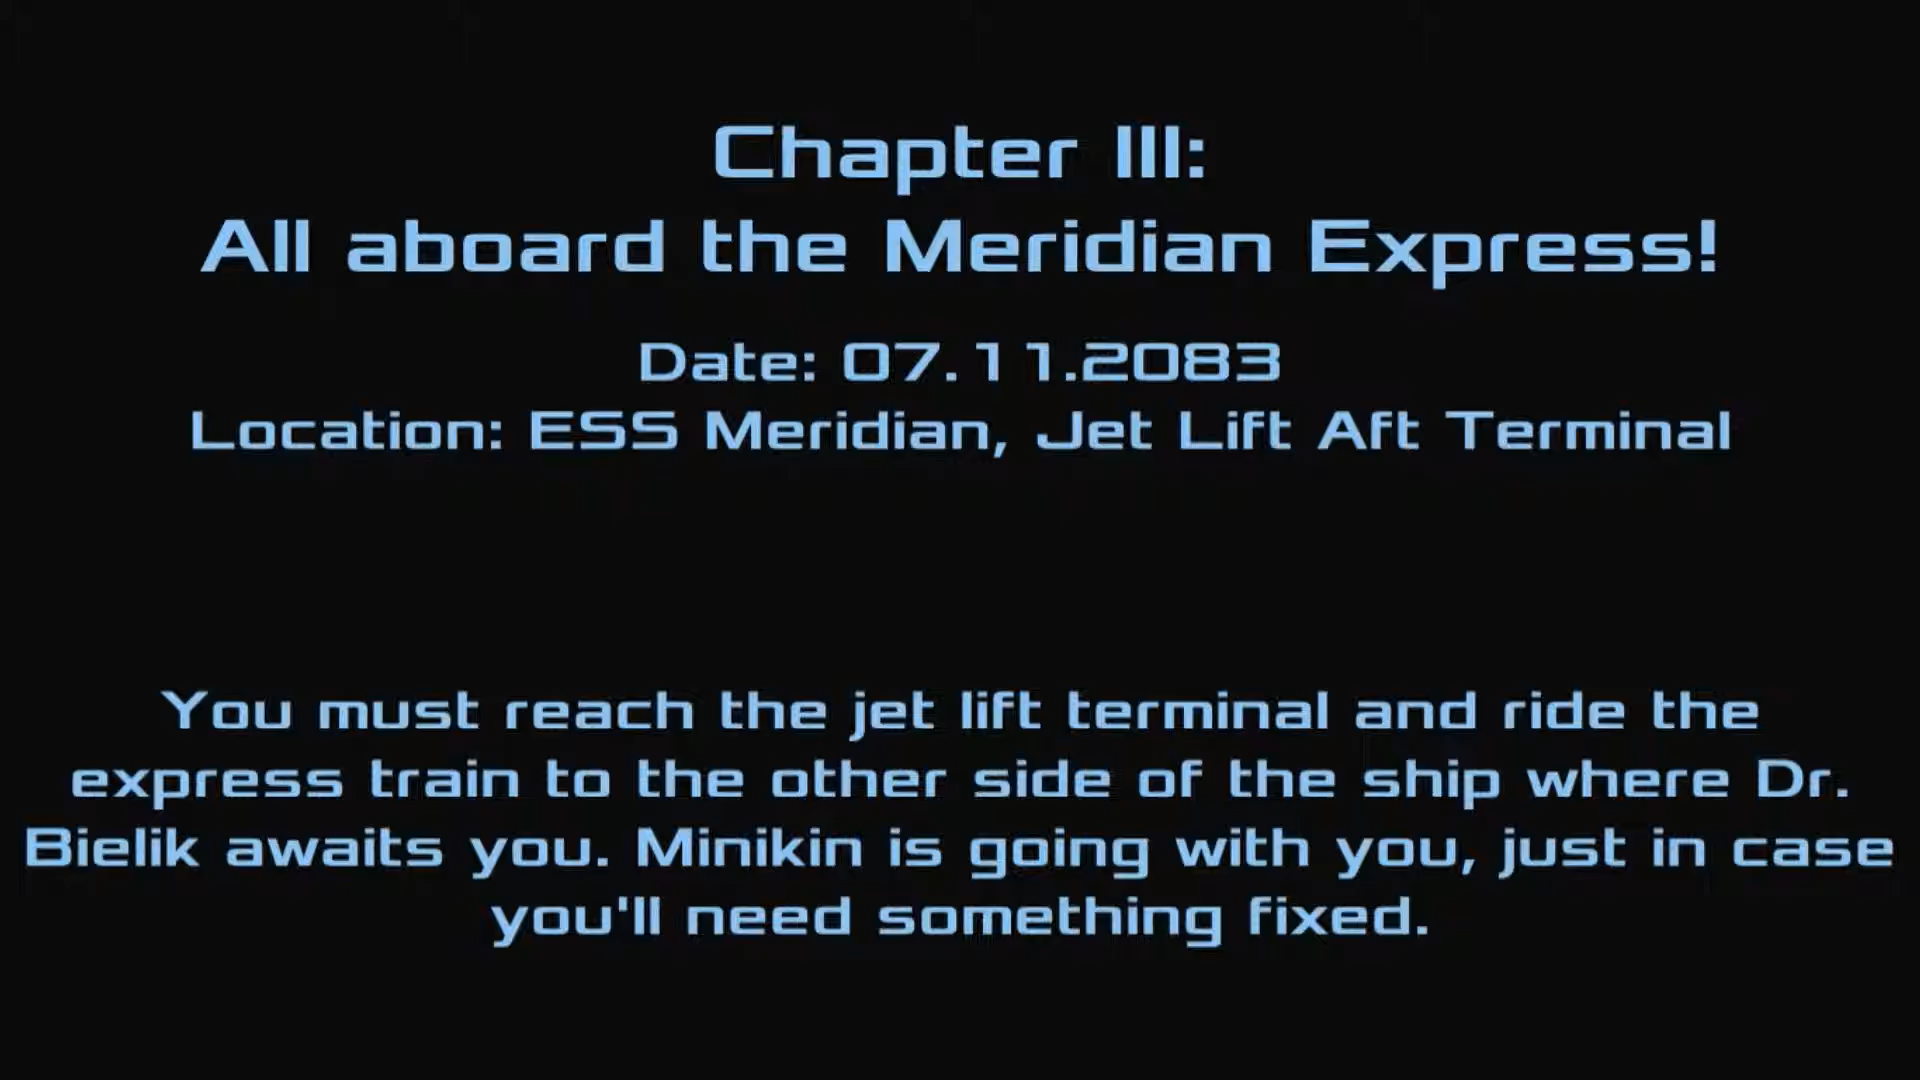 Chapter III:
All aboard the Meridian Express!
Date: 07.11.2083
Location: ESS Meridian, Jet Lift Aft Terminal
You must reach the jet lift terminal and ride the
express train to the other side of the ship where Dr.
Bielik awaits you. Minikin is going with you, just in case
you'll need something fixed.